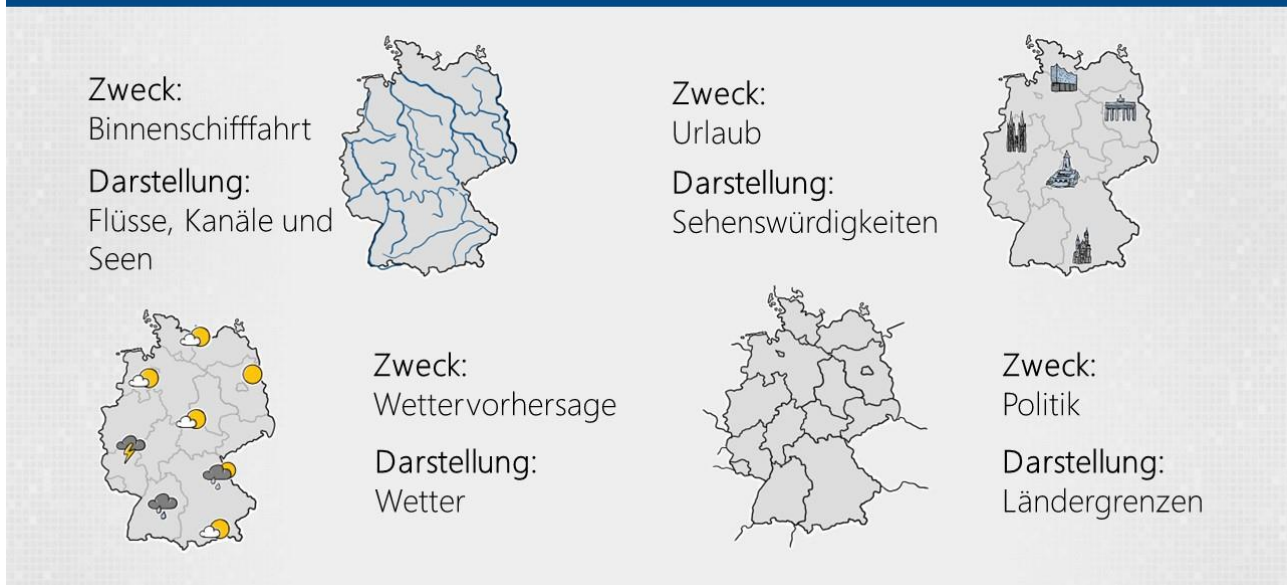 Zweck:
Binnenschifffahrt
Darstellung:
Flüsse, Kanäle und
Seen
Zweck:
Urlaub
Darstellung:
Sehenswürdigkeiten
Zweck:
Wettervorhersage
Darstellung:
Wetter
Zweck:
Politik
Darstellung:
Ländergrenzen